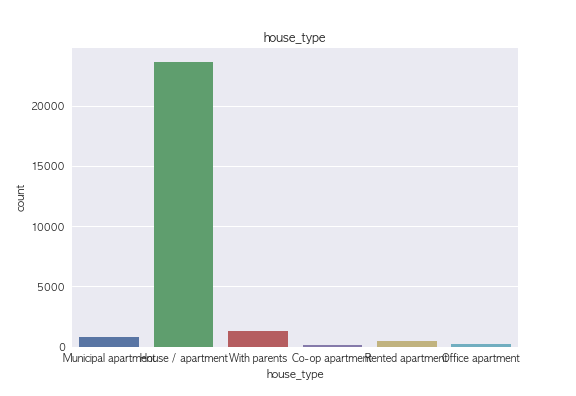 house_type
20000
15000
10000
5000
0
count
Municipal apartment House / apartment With parents Co-op apartment Rented apartment Office apartment
house_type